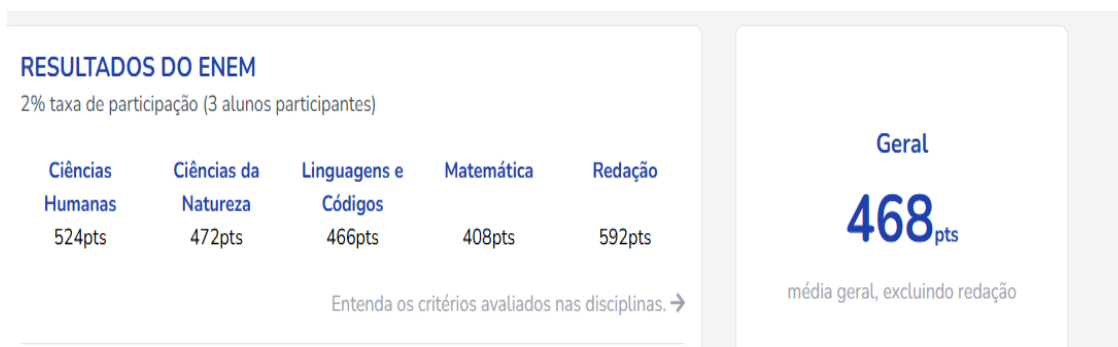 RESULTADOS DO ENEM
2% taxa de participação (3 alunos participantes)
Ciências Humanas
524pts
Ciências da Natureza
472pts
Linguagens e Códigos
466pts
Matemática
408pts
Redação
592pts
Entenda os critérios avaliados nas disciplinas. →
Geral
468pts
média geral, excluindo redação